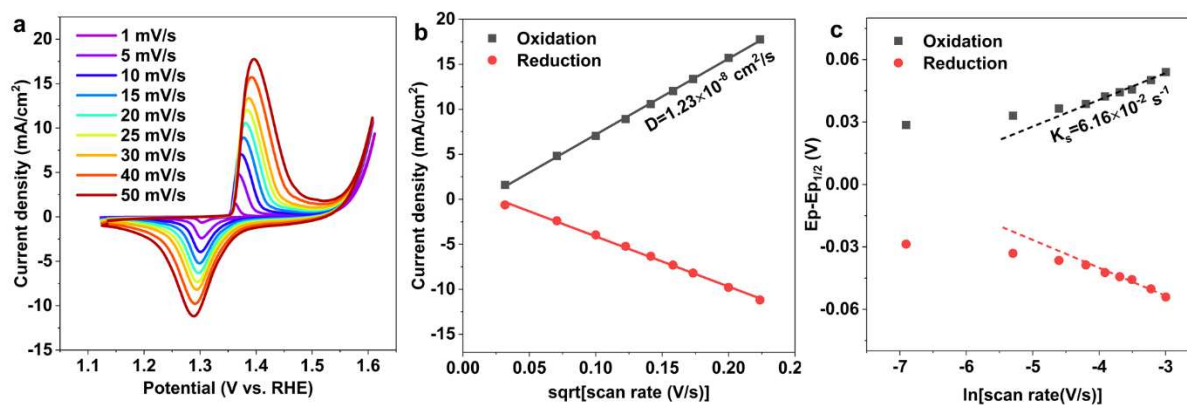 a
1 mV/s
5 mV/s
10 mV/s
15 mV/s
20 mV/s
25 mV/s
30 mV/s
40 mV/s
50 mV/s
Current density (mA/cm²)
20
15
10
5
0
-5
-10
-15
1.1 1.2 1.3 1.4 1.5 1.6
Potential (V vs. RHE)
b
Oxidation
Reduction
D=1.23×10⁻⁸ cm²/s
Current density (mA/cm²)
20
15
10
5
0
-5
-10
-15
0.00 0.05 0.10 0.15 0.20 0.2
sqrt[scan rate (V/s)]
c
Oxidation
Reduction
Kₛ=6.16×10⁻² s⁻¹
Ep-Ep₁/₂ (V)
0.06
0.03
0.00
-0.03
-0.06
-7 -6 -5 -4 -3
ln[scan rate(V/s)]